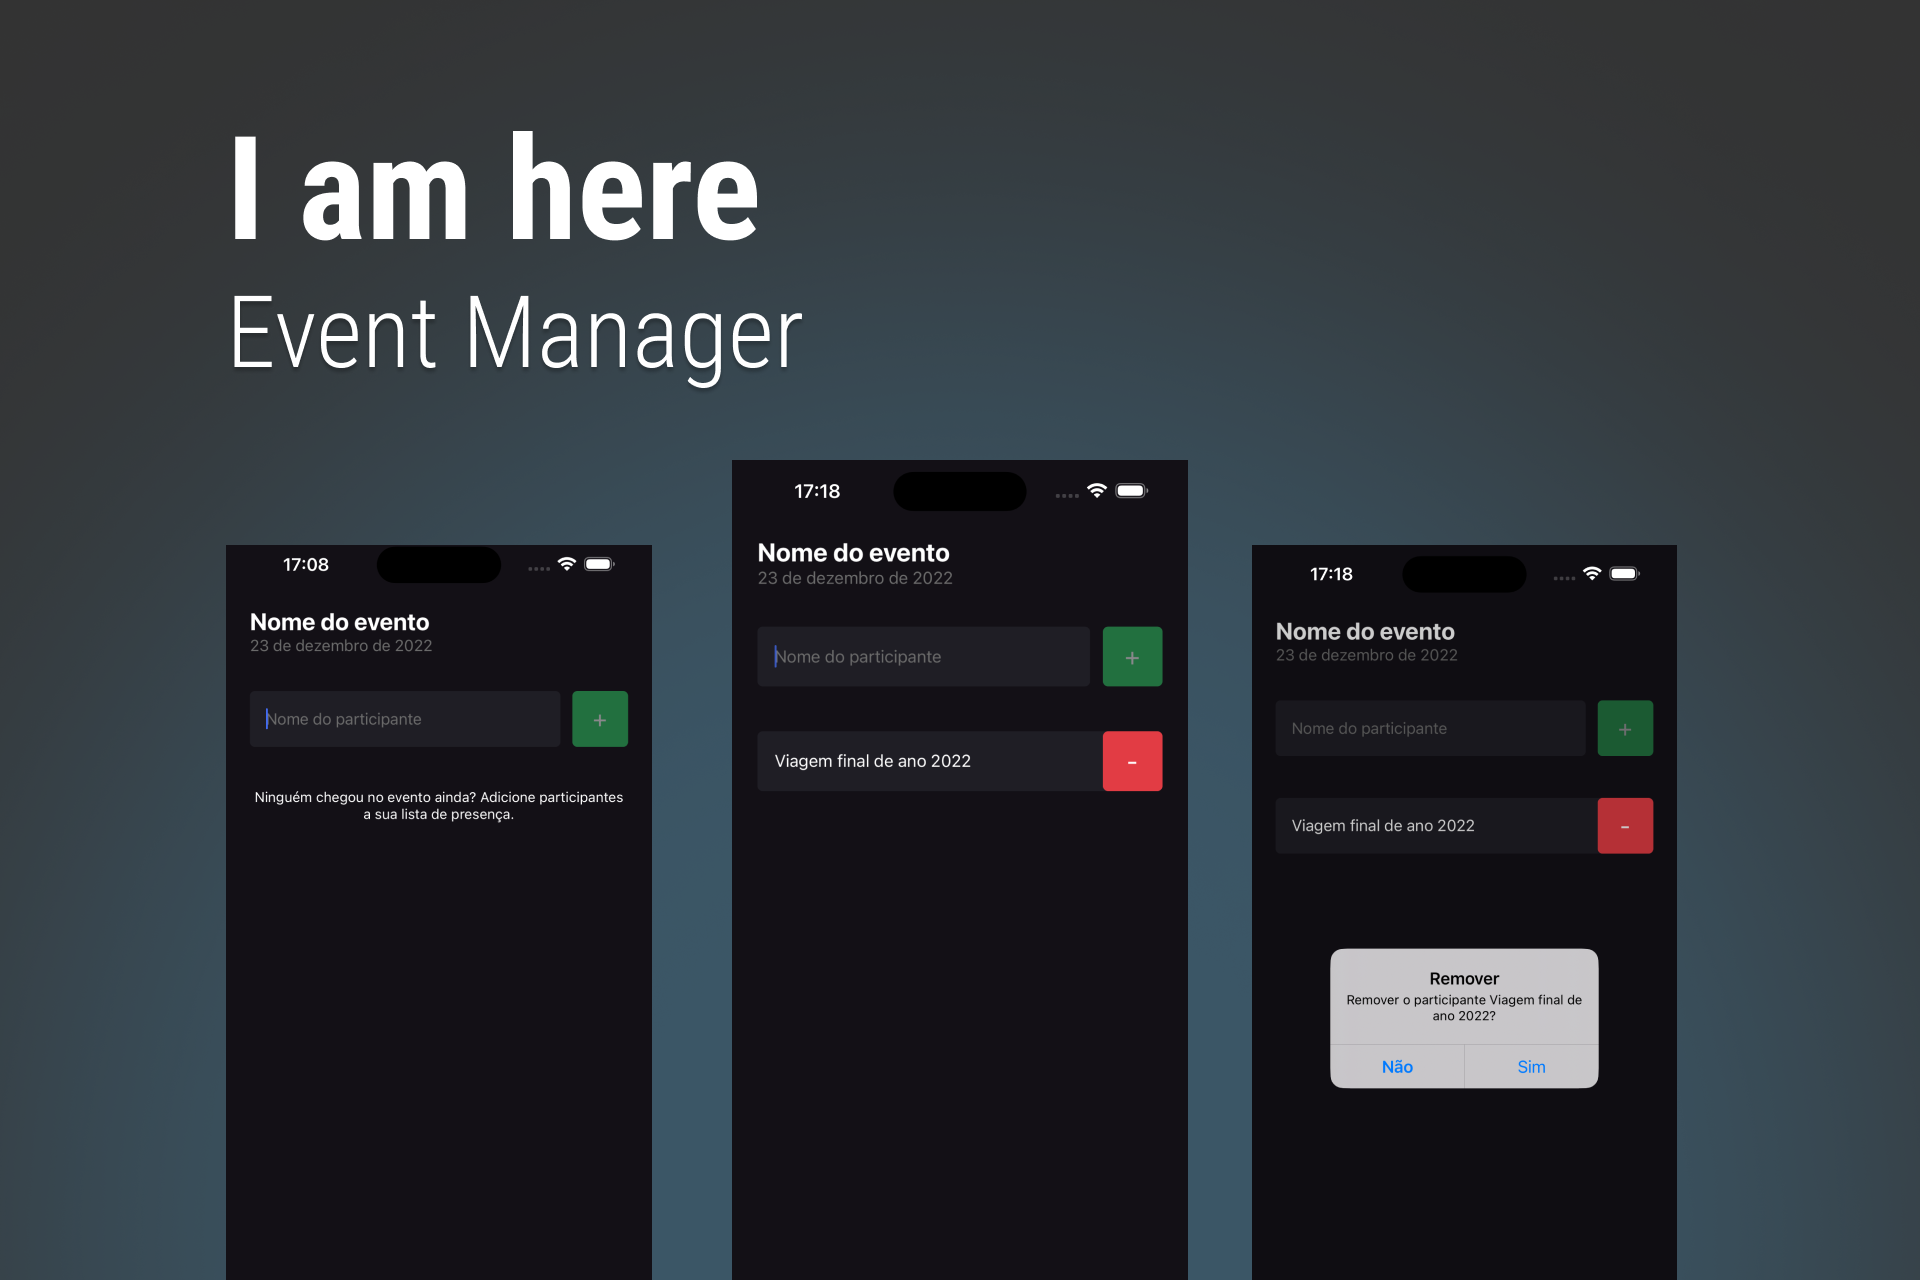 I am here
Event Manager
17:08
Nome do evento
23 de dezembro de 2022
Nome do participante
+
Ninguém chegou no evento ainda? Adicione participantes
a sua lista de presença.
17:18
Nome do evento
23 de dezembro de 2022
Nome do participante
+
Viagem final de ano 2022
-
17:18
Nome do evento
23 de dezembro de 2022
Nome do participante
+
Viagem final de ano 2022
-
Remover
Remover o participante Viagem final de
ano 2022?
Não
Sim